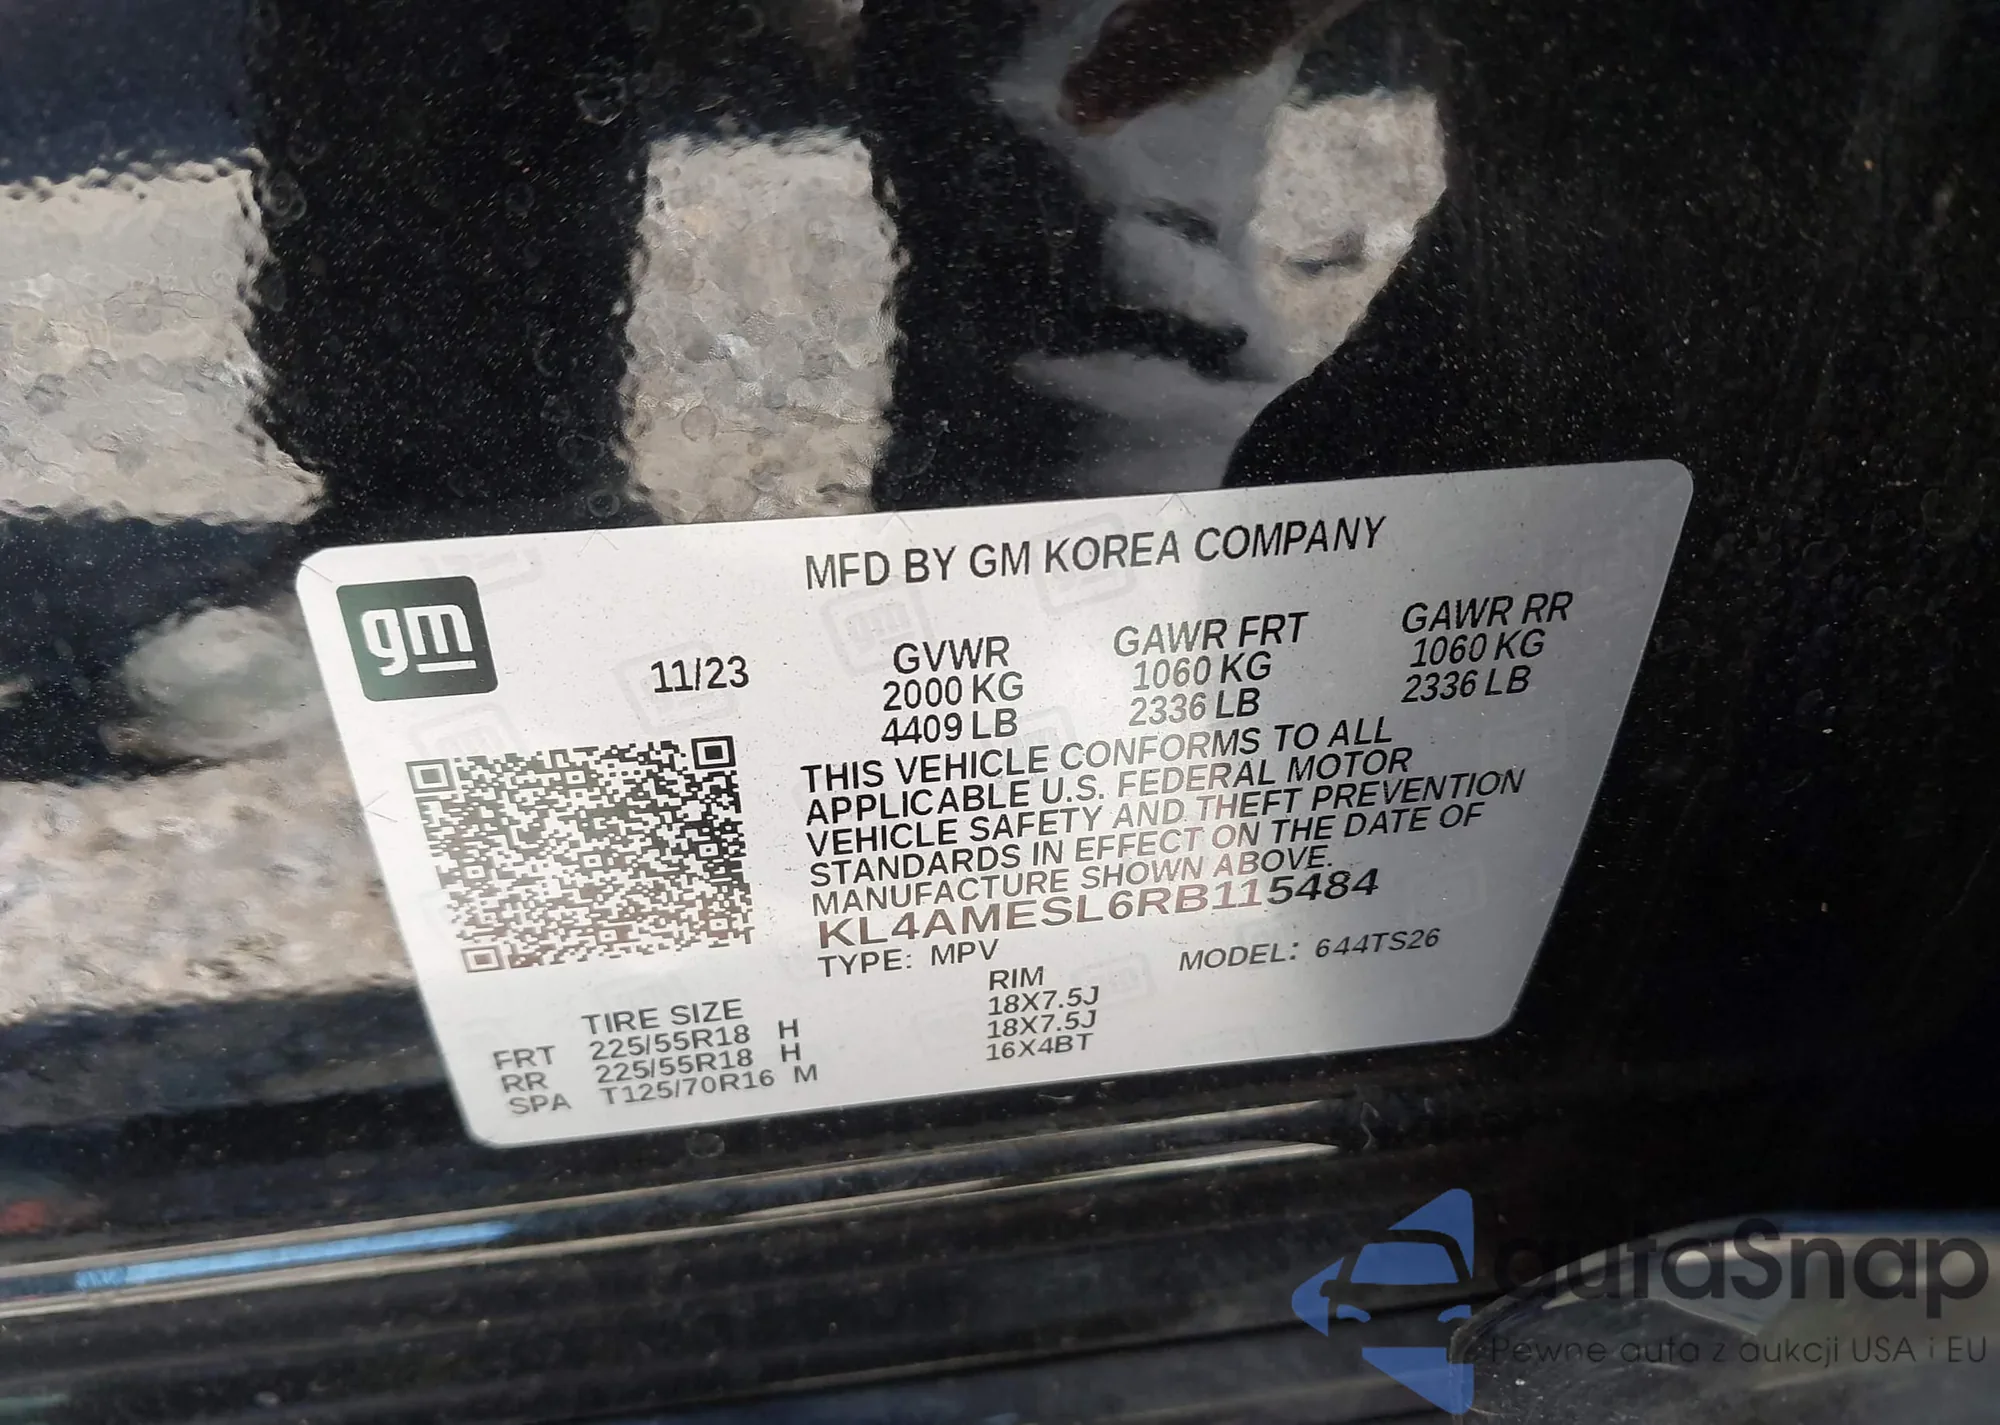 MFD BY GM KOREA COMPANY
gm
11/23
GVWR GAWR FRT GAWR RR
2000 KG 1060 KG 1060 KG
4409 LB 2336 LB 2336 LB
THIS VEHICLE CONFORMS TO ALL
APPLICABLE U.S. FEDERAL MOTOR
VEHICLE SAFETY AND THEFT PREVENTION
STANDARDS IN EFFECT ON THE DATE OF
MANUFACTURE SHOWN ABOVE.
KL4AMESL6RB115484
TYPE: MPV MODEL: 644TS26
TIRE SIZE RIM
FRT 225/55R18 H 18X7.5J
RR 225/55R18 H 18X7.5J
SPA T125/70R16 M 16X4BT
autaSnap
Pewne auta z aukcji USA i EU